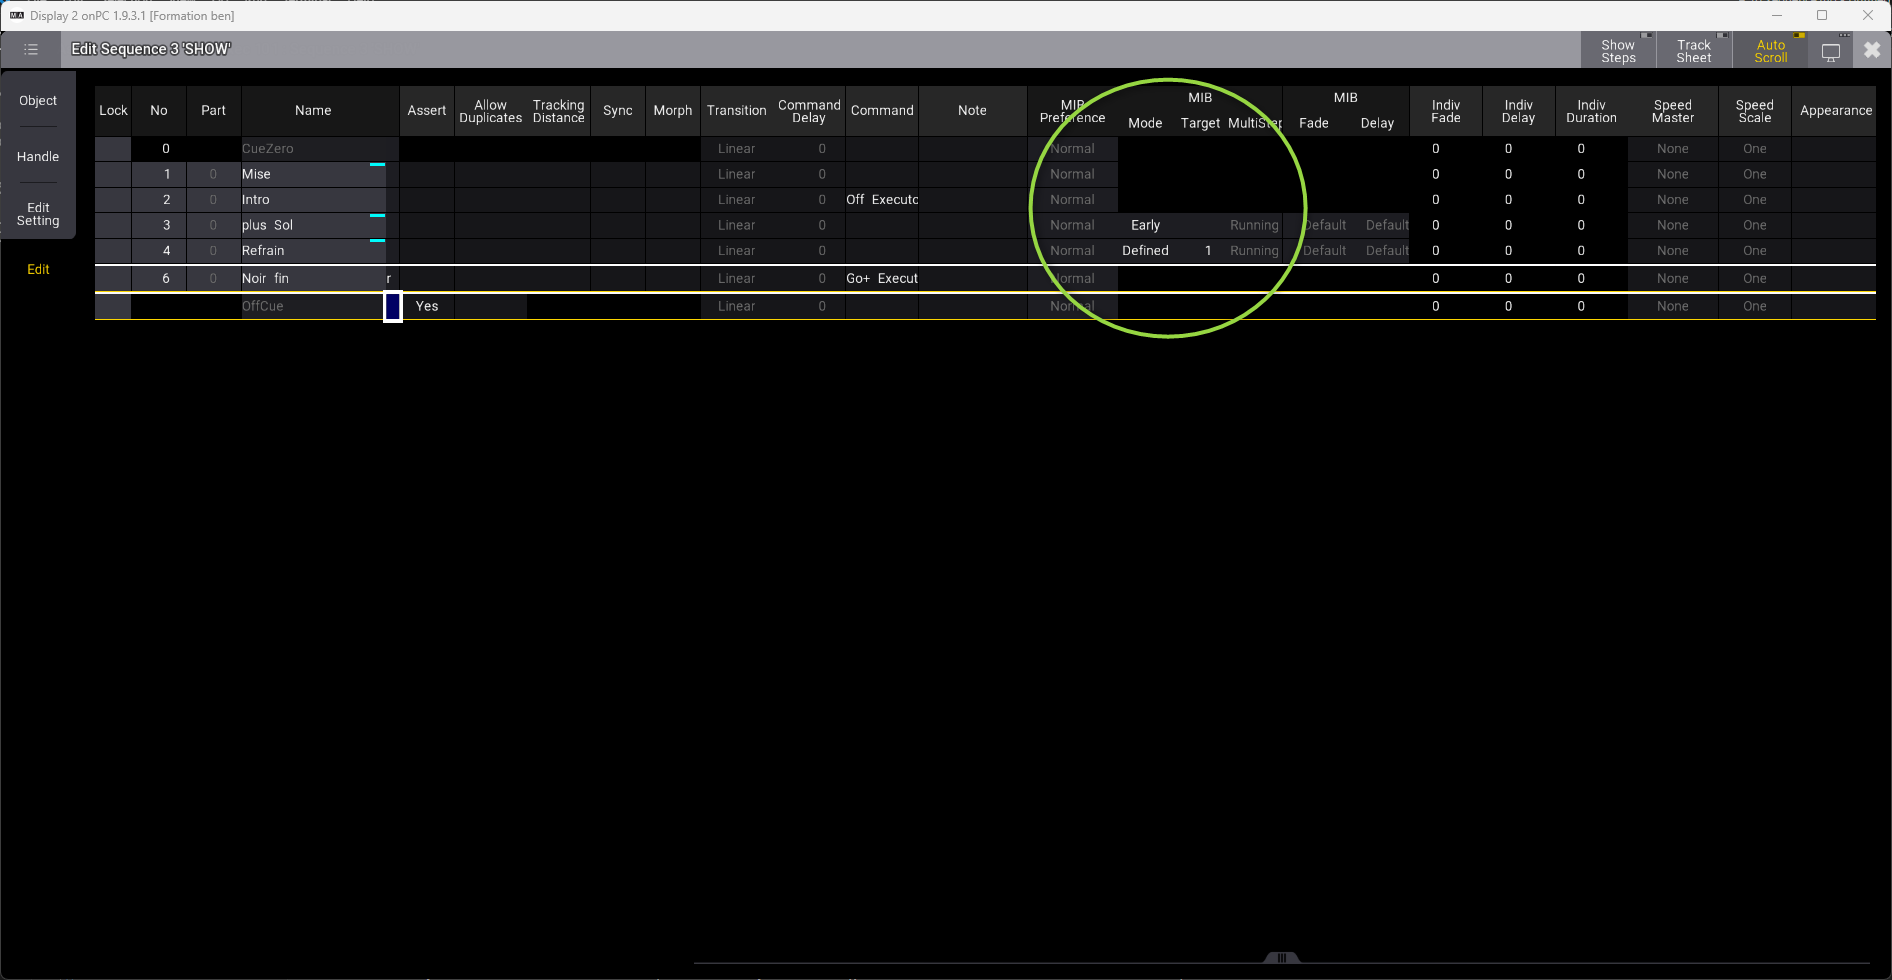 MA Display 2 onPC 1.9.3.1 [Formation ben]
Edit Sequence 3 'SHOW' Show Steps Track Sheet Auto Scroll
Object
Handle
Edit Setting
Edit
Lock No Part Name Assert Allow Duplicates Tracking Distance Sync Morph Transition Command Delay Command Note MIB Preference MIB Mode Target MultiStep MIB Fade Delay Indiv Fade Indiv Delay Indiv Duration Speed Master Speed Scale Appearance
0 CueZero Linear 0 Normal 0 0 0 None One
1 0 Mise Linear 0 Normal 0 0 0 None One
2 0 Intro Linear 0 Off Executo Normal 0 0 0 None One
3 0 plus Sol Linear 0 Normal Early Running Default Default 0 0 0 None One
4 0 Refrain Linear 0 Normal Defined 1 Running Default Default 0 0 0 None One
6 0 Noir fin r Linear 0 Go+ Execut Normal 0 0 0 None One
OffCue Yes Linear 0 Normal 0 0 0 None One